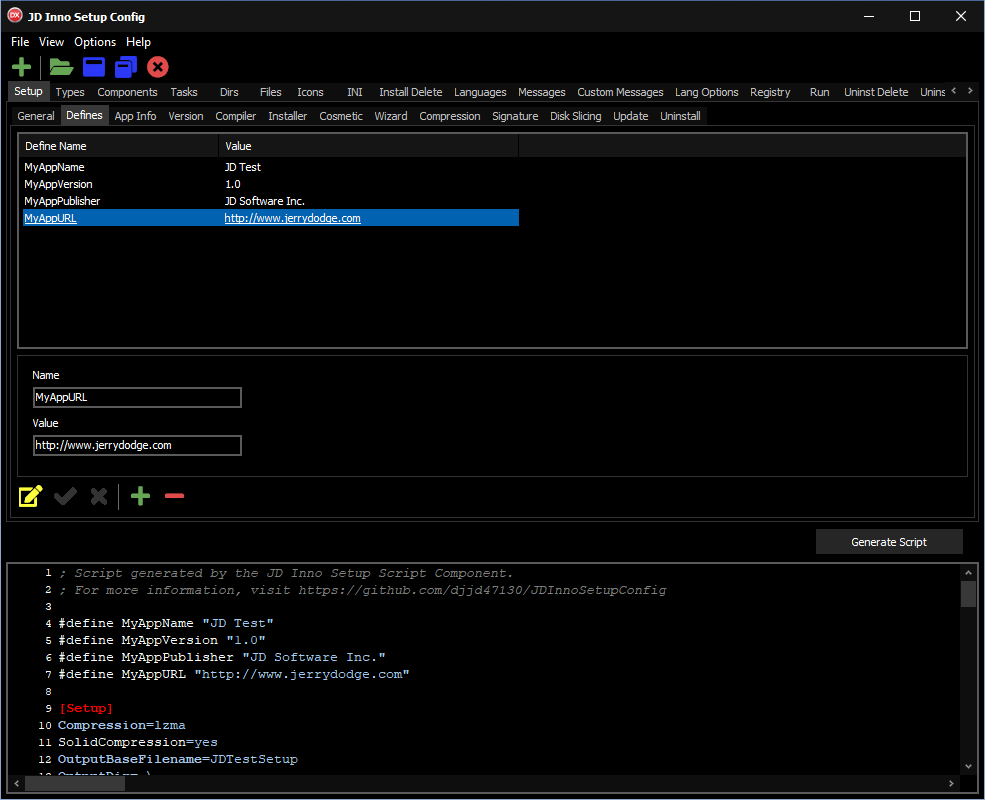 DX JD Inno Setup Config
File View Options Help
Setup Types Components Tasks Dirs Files Icons INI Install Delete Languages Messages Custom Messages Lang Options Registry Run Uninst Delete Unins
General Defines App Info Version Compiler Installer Cosmetic Wizard Compression Signature Disk Slicing Update Uninstall
Define Name Value
MyAppName JD Test
MyAppVersion 1.0
MyAppPublisher JD Software Inc.
MyAppURL http://www.jerrydodge.com
Name
MyAppURL
Value
http://www.jerrydodge.com
Generate Script
1 ; Script generated by the JD Inno Setup Script Component.
2 ; For more information, visit https://github.com/djjd47130/JDInnoSetupConfig
3
4 #define MyAppName "JD Test"
5 #define MyAppVersion "1.0"
6 #define MyAppPublisher "JD Software Inc."
7 #define MyAppURL "http://www.jerrydodge.com"
8
9 [Setup]
10 Compression=lzma
11 SolidCompression=yes
12 OutputBaseFilename=JDTestSetup
13 OutputDir=.\